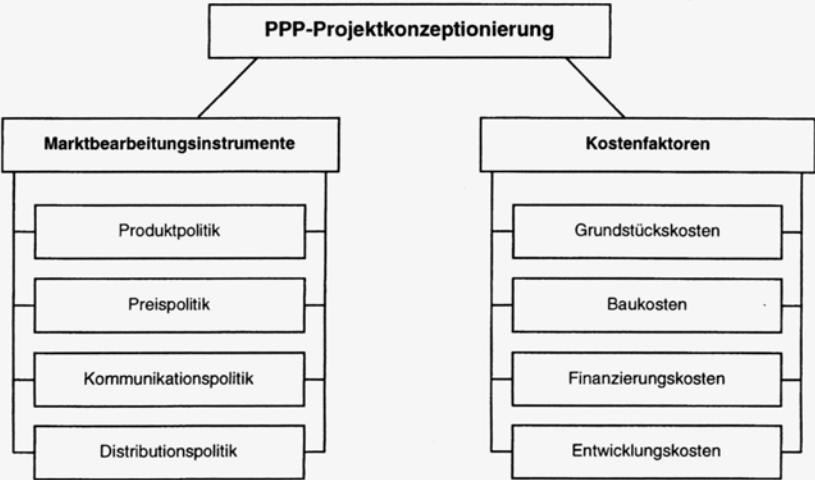 PPP-Projektkonzeptionierung
Marktbearbeitungsinstrumente
Produktpolitik
Preispolitik
Kommunikationspolitik
Distributionspolitik
Kostenfaktoren
Grundstückskosten
Baukosten
Finanzierungskosten
Entwicklungskosten